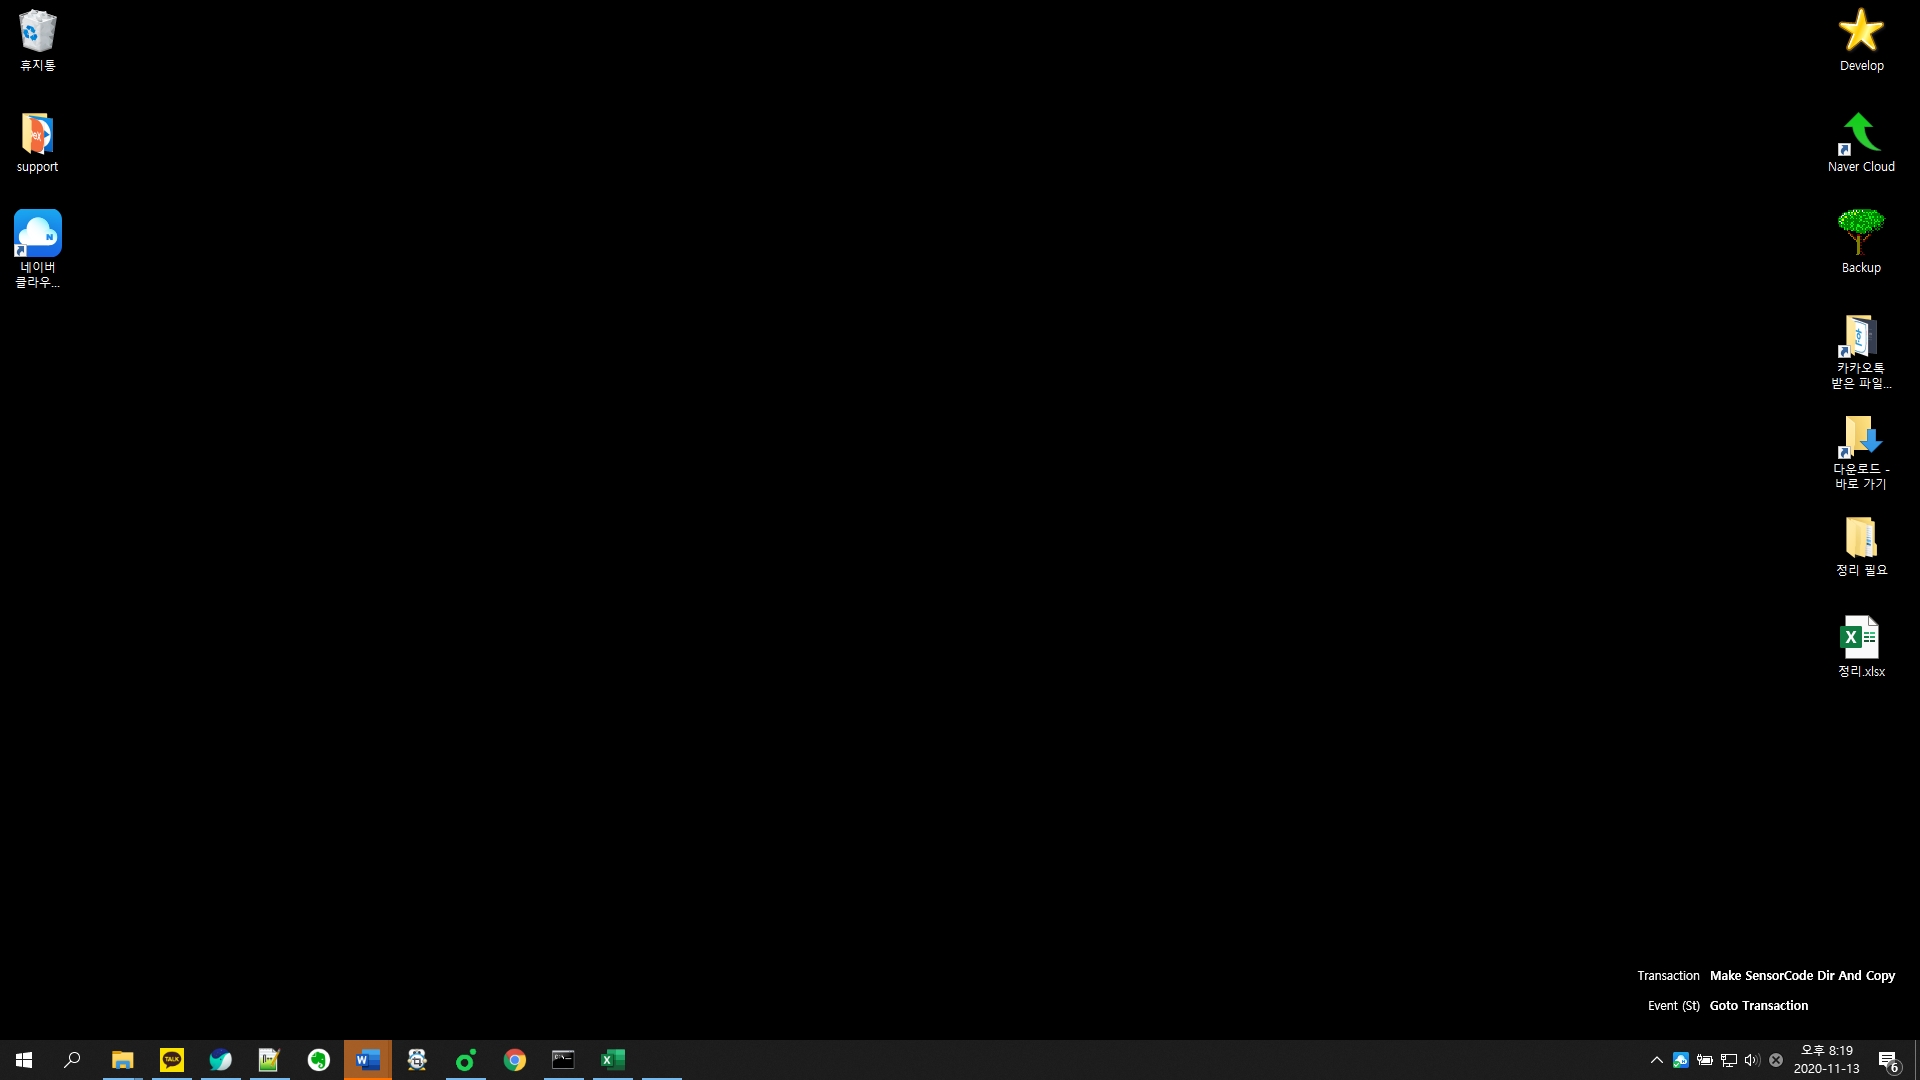 휴지통
support
네이버
클라우...
Develop
Naver Cloud
Backup
카카오톡
받은 파일...
다운로드 -
바로 가기
정리 필요
정리.xlsx
Transaction Make SensorCode Dir And Copy
Event (St) Goto Transaction
TALK
오후 8:19
2020-11-13
6